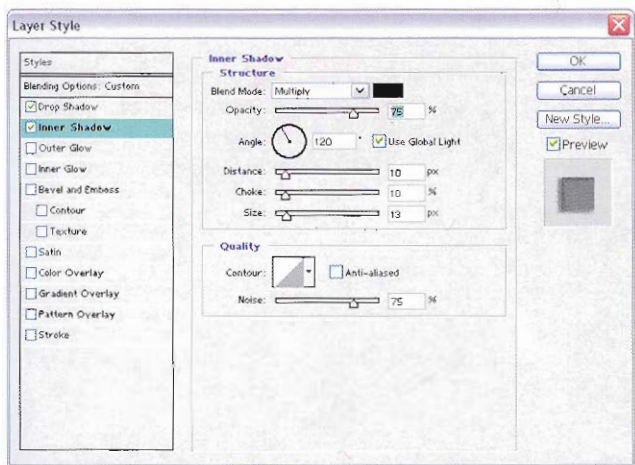 Layer Style
Styles
Blending Options: Custom
Drop Shadow
Inner Shadow
Outer Glow
Inner Glow
Bevel and Emboss
Contour
Texture
Satin
Color Overlay
Gradient Overlay
Pattern Overlay
Stroke
Inner Shadow
Structure
Blend Mode: Multiply
Opacity: 75 %
Angle: 120 ° Use Global Light
Distance: 10 px
Choke: 10 %
Size: 13 px
Quality
Contour: Anti-aliased
Noise: 75 %
OK
Cancel
New Style...
Preview